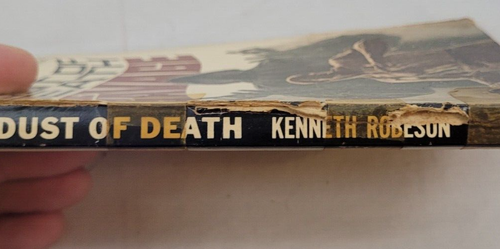 DUST OF DEATH KENNETH ROBESON